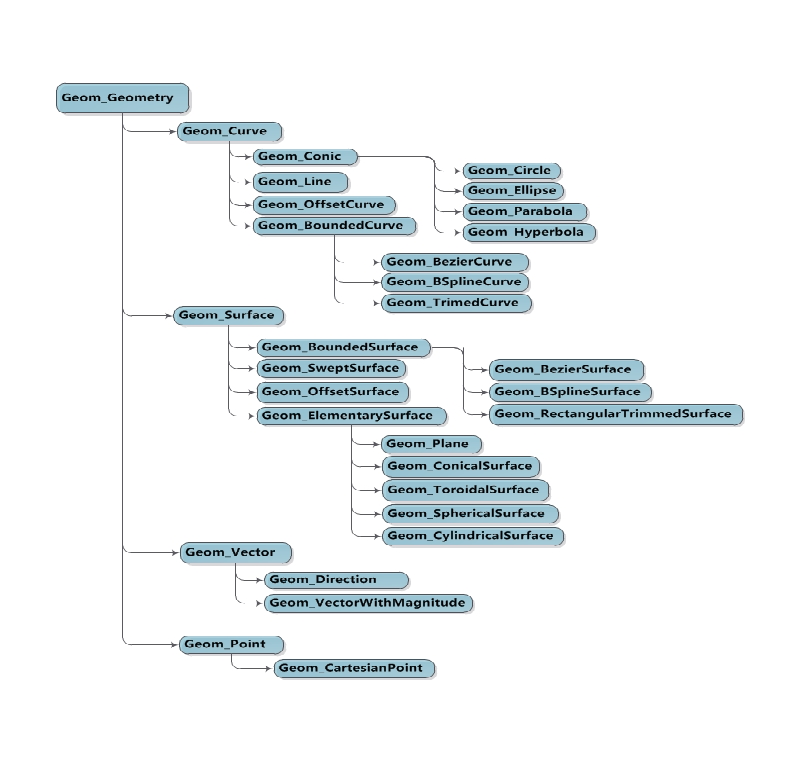 Geom_Geometry
Geom_Curve
Geom_Conic
Geom_Circle
Geom_Line
Geom_Ellipse
Geom_OffsetCurve
Geom_Parabola
Geom_BoundedCurve
Geom_Hyperbola
Geom_BezierCurve
Geom_BSplineCurve
Geom_TrimedCurve
Geom_Surface
Geom_BoundedSurface
Geom_SweptSurface
Geom_BezierSurface
Geom_OffsetSurface
Geom_BSplineSurface
Geom_ElementarySurface
Geom_RectangularTrimmedSurface
Geom_Plane
Geom_ConicalSurface
Geom_ToroidalSurface
Geom_SphericalSurface
Geom_CylindricalSurface
Geom_Vector
Geom_Direction
Geom_VectorWithMagnitude
Geom_Point
Geom_CartesianPoint